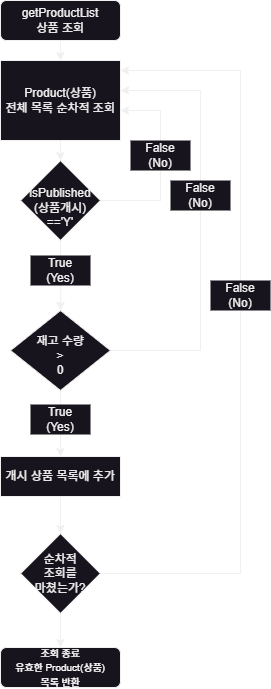 getProductList
상품 조회
Product(상품)
전체 목록 순차적 조회
False
(No)
isPublished
(상품개시)
=='Y'
False
(No)
True
(Yes)
False
(No)
재고 수량
>
0
True
(Yes)
개시 상품 목록에 추가
순차적
조회를
마쳤는가?
조회 종료
유효한 Product(상품)
목록 반환